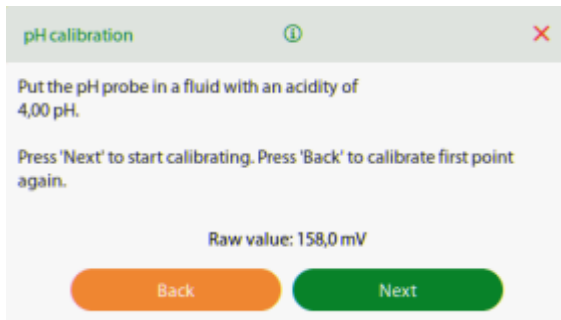 pH calibration
Put the pH probe in a fluid with an acidity of
4,00 pH.
Press 'Next' to start calibrating. Press 'Back' to calibrate first point
again.
Raw value: 158,0 mV
Back Next